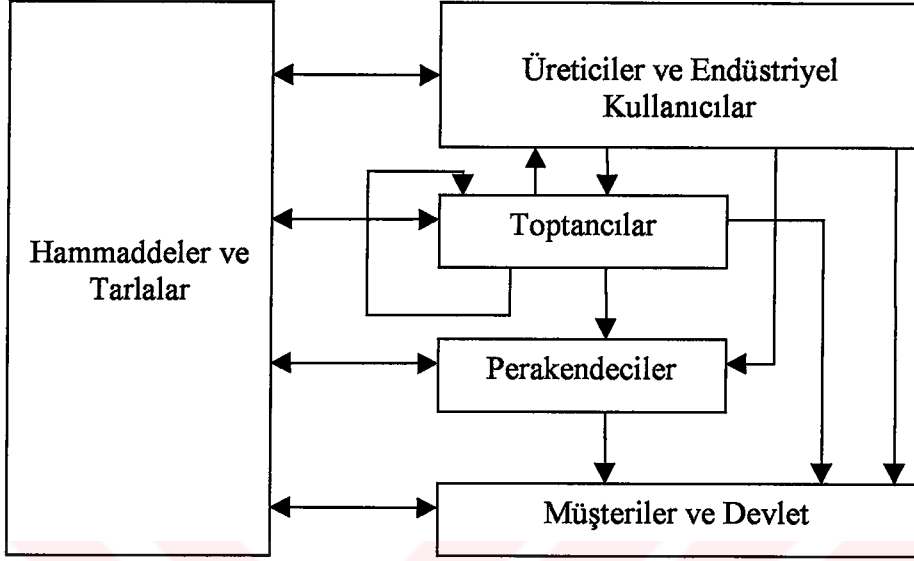 Üreticiler ve Endüstriyel
Kullanıcılar
Toptancılar
Hammaddeler ve
Tarlalar
Perakendeciler
Müşteriler ve Devlet